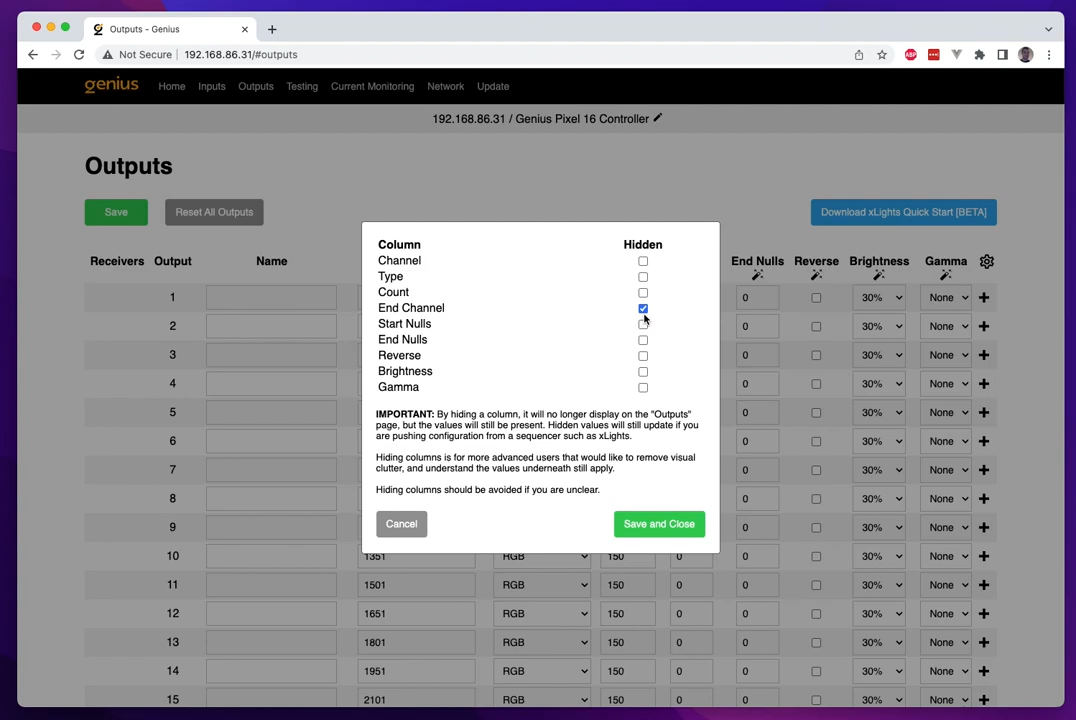 Outputs - Genius
Not Secure 192.168.86.31/#outputs
ABP
genius Home Inputs Outputs Testing Current Monitoring Network Update
192.168.86.31 / Genius Pixel 16 Controller
Outputs
Save Reset All Outputs Download xLights Quick Start [BETA]
Receivers Output Name End Nulls Reverse Brightness Gamma
1 0 30% None
2 0 30% None
3 0 30% None
4 0 30% None
5 0 30% None
6 0 30% None
7 0 30% None
8 0 30% None
9 0 30% None
10 1351 RGB 150 0 0 30% None
11 1501 RGB 150 0 0 30% None
12 1651 RGB 150 0 0 30% None
13 1801 RGB 150 0 0 30% None
14 1951 RGB 150 0 0 30% None
15 2101 RGB 150 0 0 30% None
Column Hidden
Channel
Type
Count
End Channel
Start Nulls
End Nulls
Reverse
Brightness
Gamma
IMPORTANT: By hiding a column, it will no longer display on the "Outputs"
page, but the values will still be present. Hidden values will still update if you
are pushing configuration from a sequencer such as xLights.
Hiding columns is for more advanced users that would like to remove visual
clutter, and understand the values underneath still apply.
Hiding columns should be avoided if you are unclear.
Cancel Save and Close